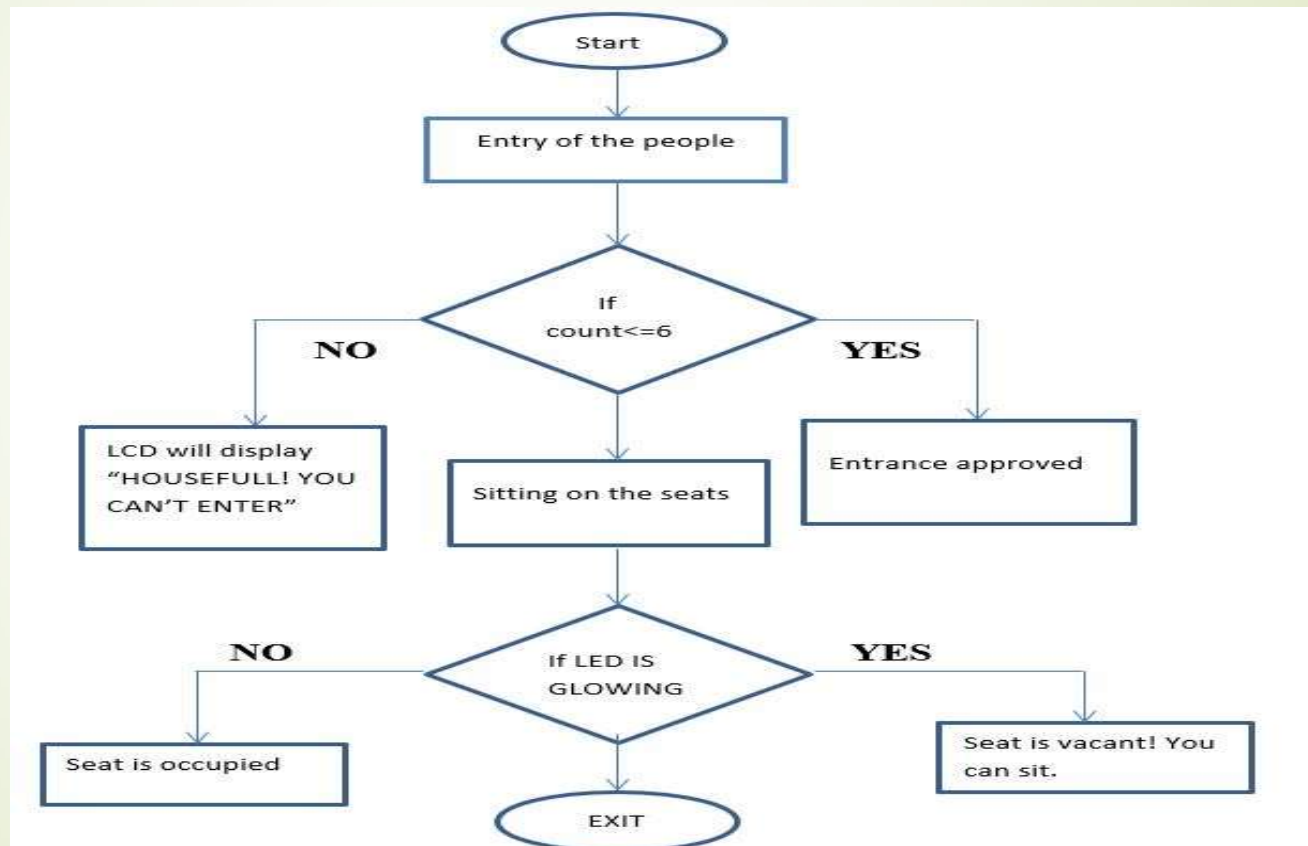 Start
Entry of the people
If
count<=6
NO
YES
LCD will display
“HOUSEFULL! YOU
CAN’T ENTER”
Sitting on the seats
Entrance approved
NO
YES
If LED IS
GLOWING
Seat is occupied
Seat is vacant! You
can sit.
EXIT